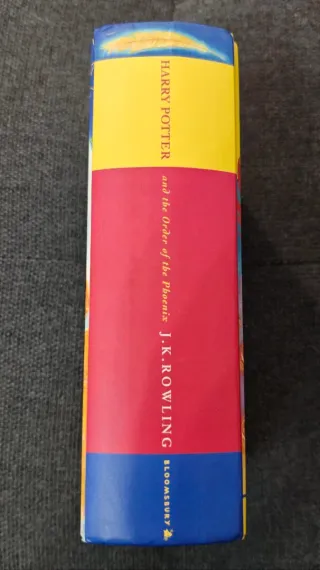 HARRY POTTER
and the Order of the Phoenix
J.K.ROWLING
BLOOMSBURY